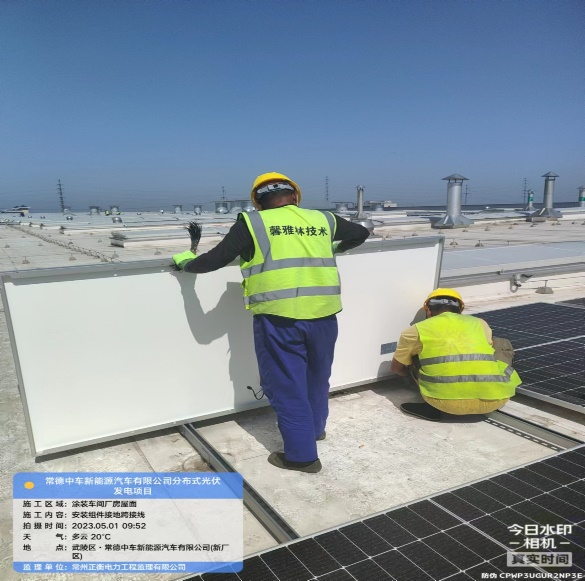 馨雅林技术
常德中车新能源汽车有限公司分布式光伏
发电项目
施工区域：涂装车间厂房屋面
施工内容：安装组件接地跨接线
拍摄时间：2023.05.01 09:52
天气：多云 20℃
地点：武陵区·常德中车新能源汽车有限公司(新厂
区)
监理单位：常州正衡电力工程监理有限公司
今日水印
相机
真实时间
防伪 CPWP3UGUR2NP3E